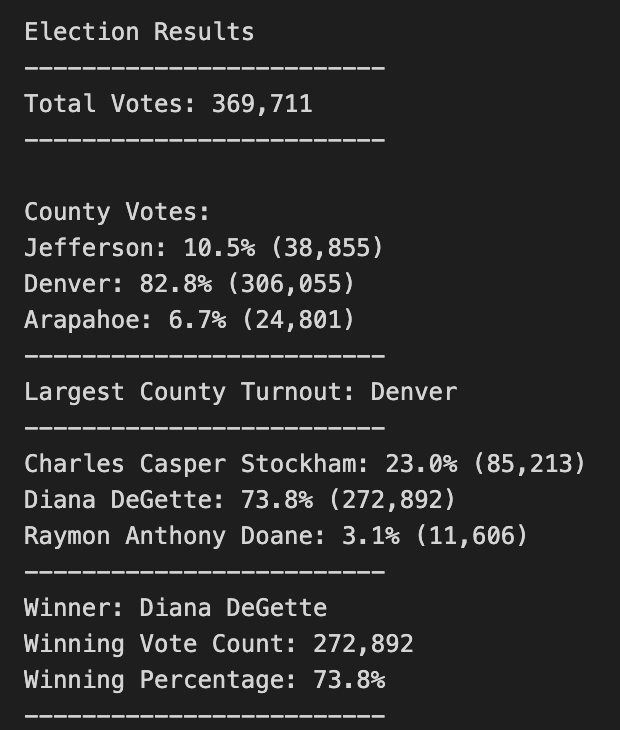 Election Results
-------------------------
Total Votes: 369,711
-------------------------

County Votes:
Jefferson: 10.5% (38,855)
Denver: 82.8% (306,055)
Arapahoe: 6.7% (24,801)
-------------------------
Largest County Turnout: Denver
-------------------------
Charles Casper Stockham: 23.0% (85,213)
Diana DeGette: 73.8% (272,892)
Raymon Anthony Doane: 3.1% (11,606)
-------------------------
Winner: Diana DeGette
Winning Vote Count: 272,892
Winning Percentage: 73.8%
-------------------------